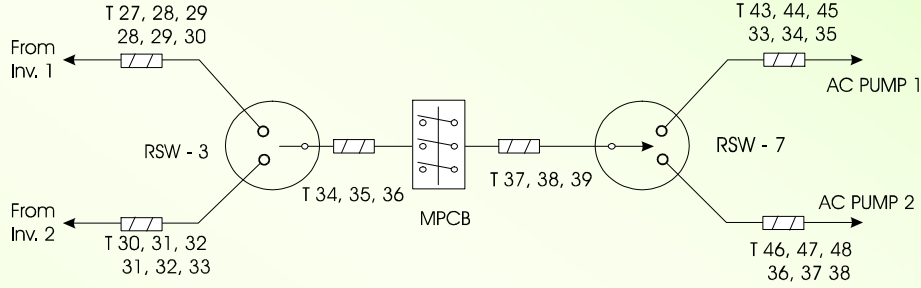 T 27, 28, 29
28, 29, 30
From
Inv. 1
RSW - 3
From
Inv. 2
T 30, 31, 32
31, 32, 33
T 34, 35, 36
MPCB
T 37, 38, 39
T 43, 44, 45
33, 34, 35
AC PUMP 1
RSW - 7
AC PUMP 2
T 46, 47, 48
36, 37 38